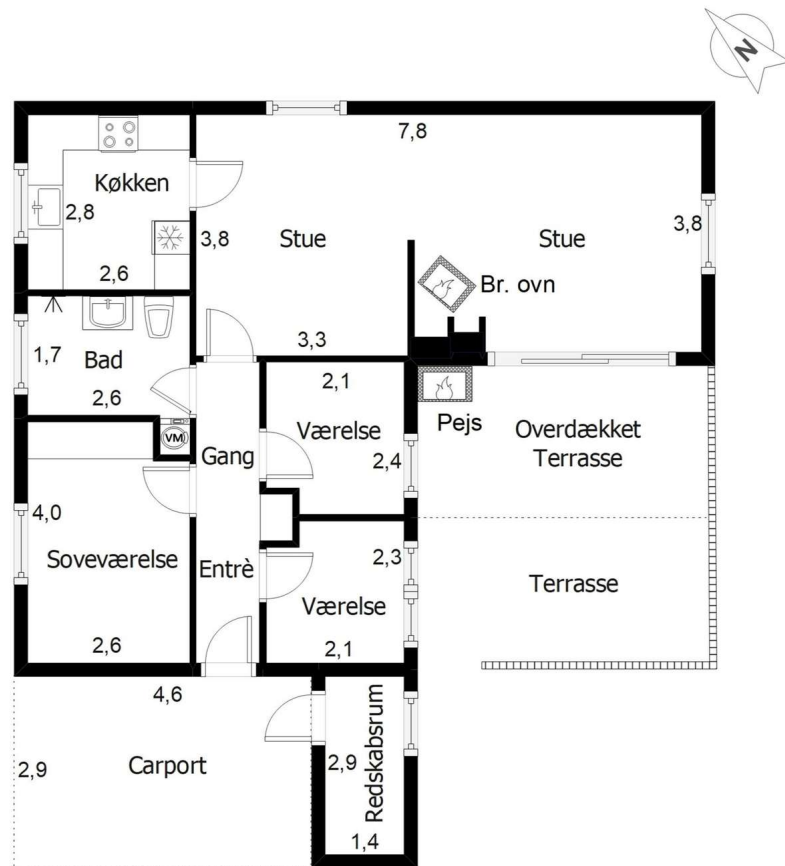 N
7,8
Køkken
2,8
2,6
3,8
Stue
Stue
3,8
Br. ovn
3,3
1,7
Bad
2,6
2,1
Værelse
2,4
Pejs
Overdækket
Terrasse
VM
Gang
4,0
Soveværelse
2,6
Entrè
2,3
Værelse
2,1
Terrasse
4,6
2,9
Carport
2,9
Redskabsrum
1,4